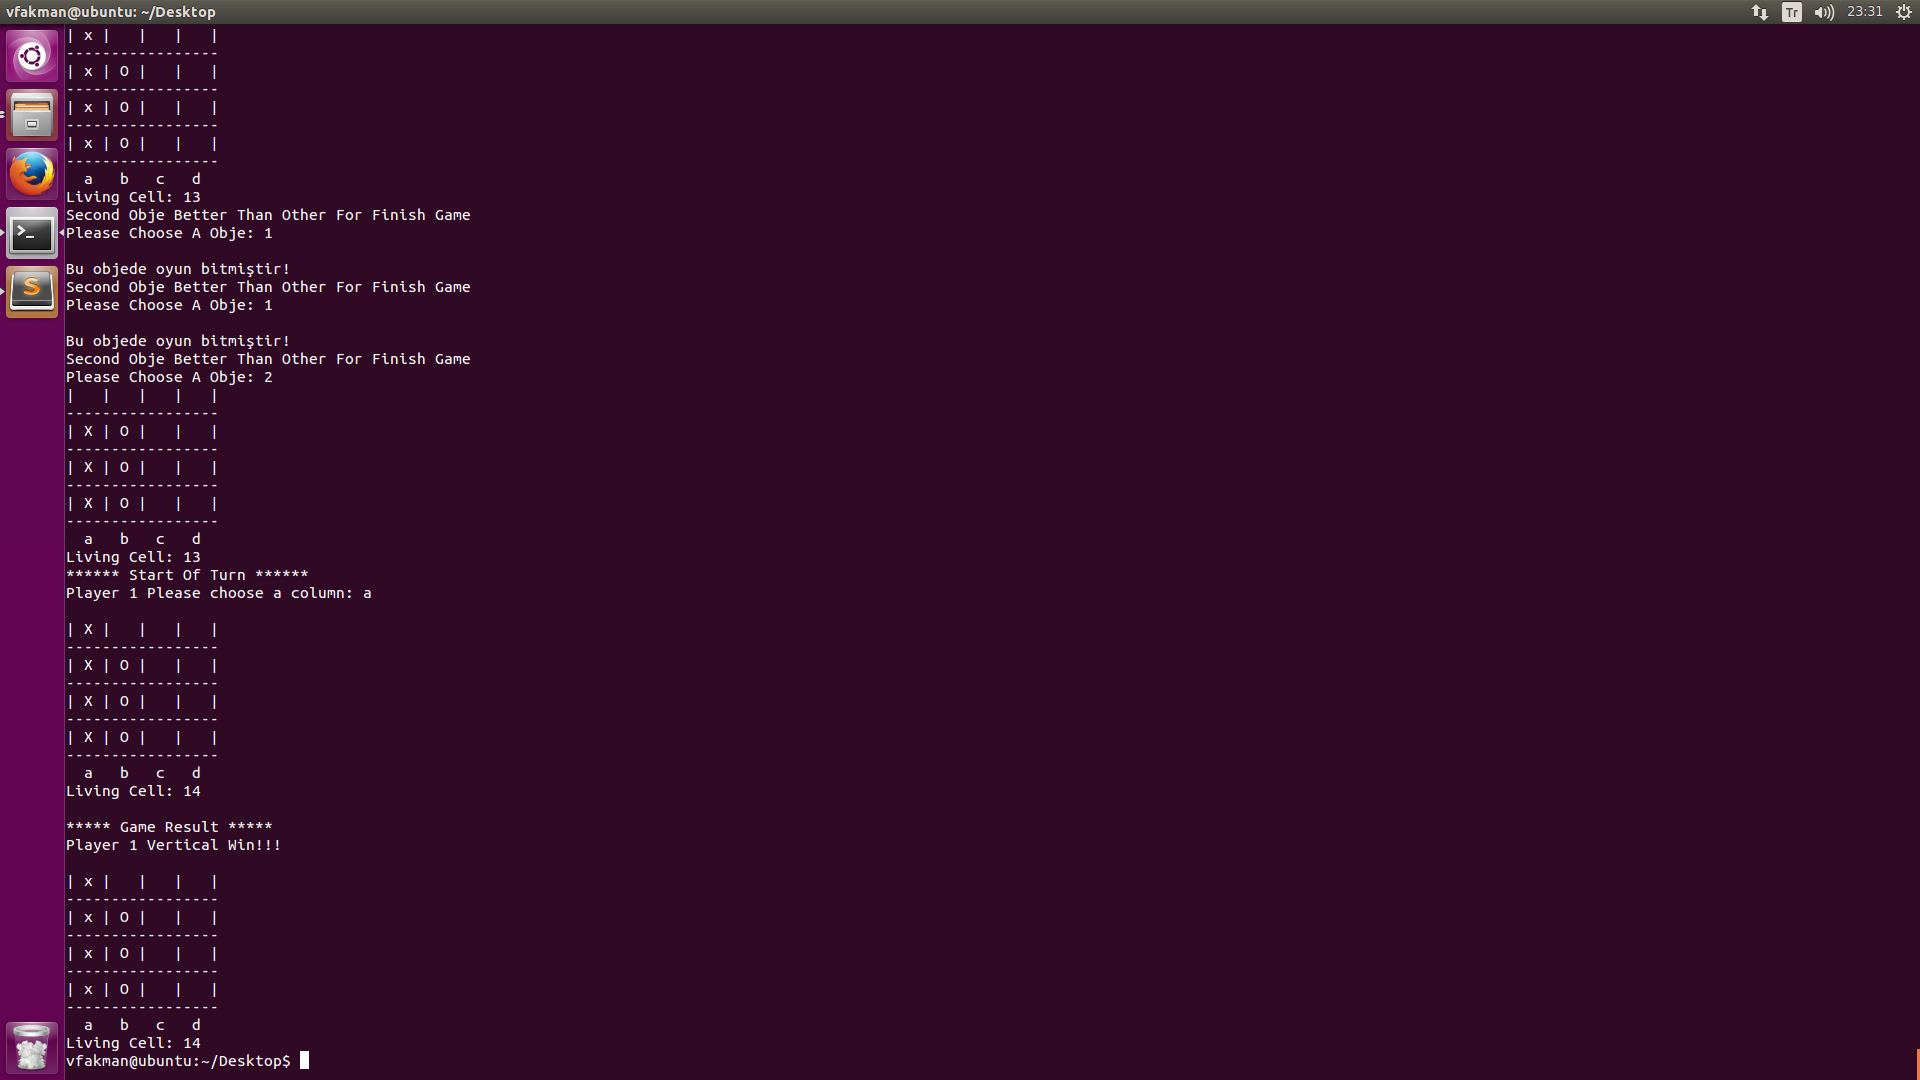 vfakman@ubuntu: ~/Desktop
Tr
23:31
| x |   |   |   |
-----------------
| x | O |   |   |
-----------------
| x | O |   |   |
-----------------
| x | O |   |   |
-----------------
  a   b   c   d
Living Cell: 13
Second Obje Better Than Other For Finish Game
Please Choose A Obje: 1
Bu objede oyun bitmiştir!
Second Obje Better Than Other For Finish Game
Please Choose A Obje: 1
Bu objede oyun bitmiştir!
Second Obje Better Than Other For Finish Game
Please Choose A Obje: 2
|   |   |   |   |
-----------------
| X | O |   |   |
-----------------
| X | O |   |   |
-----------------
| X | O |   |   |
-----------------
  a   b   c   d
Living Cell: 13
****** Start Of Turn ******
Player 1 Please choose a column: a
| X |   |   |   |
-----------------
| X | O |   |   |
-----------------
| X | O |   |   |
-----------------
| X | O |   |   |
-----------------
  a   b   c   d
Living Cell: 14
***** Game Result *****
Player 1 Vertical Win!!!
| x |   |   |   |
-----------------
| x | O |   |   |
-----------------
| x | O |   |   |
-----------------
| x | O |   |   |
-----------------
  a   b   c   d
Living Cell: 14
vfakman@ubuntu:~/Desktop$